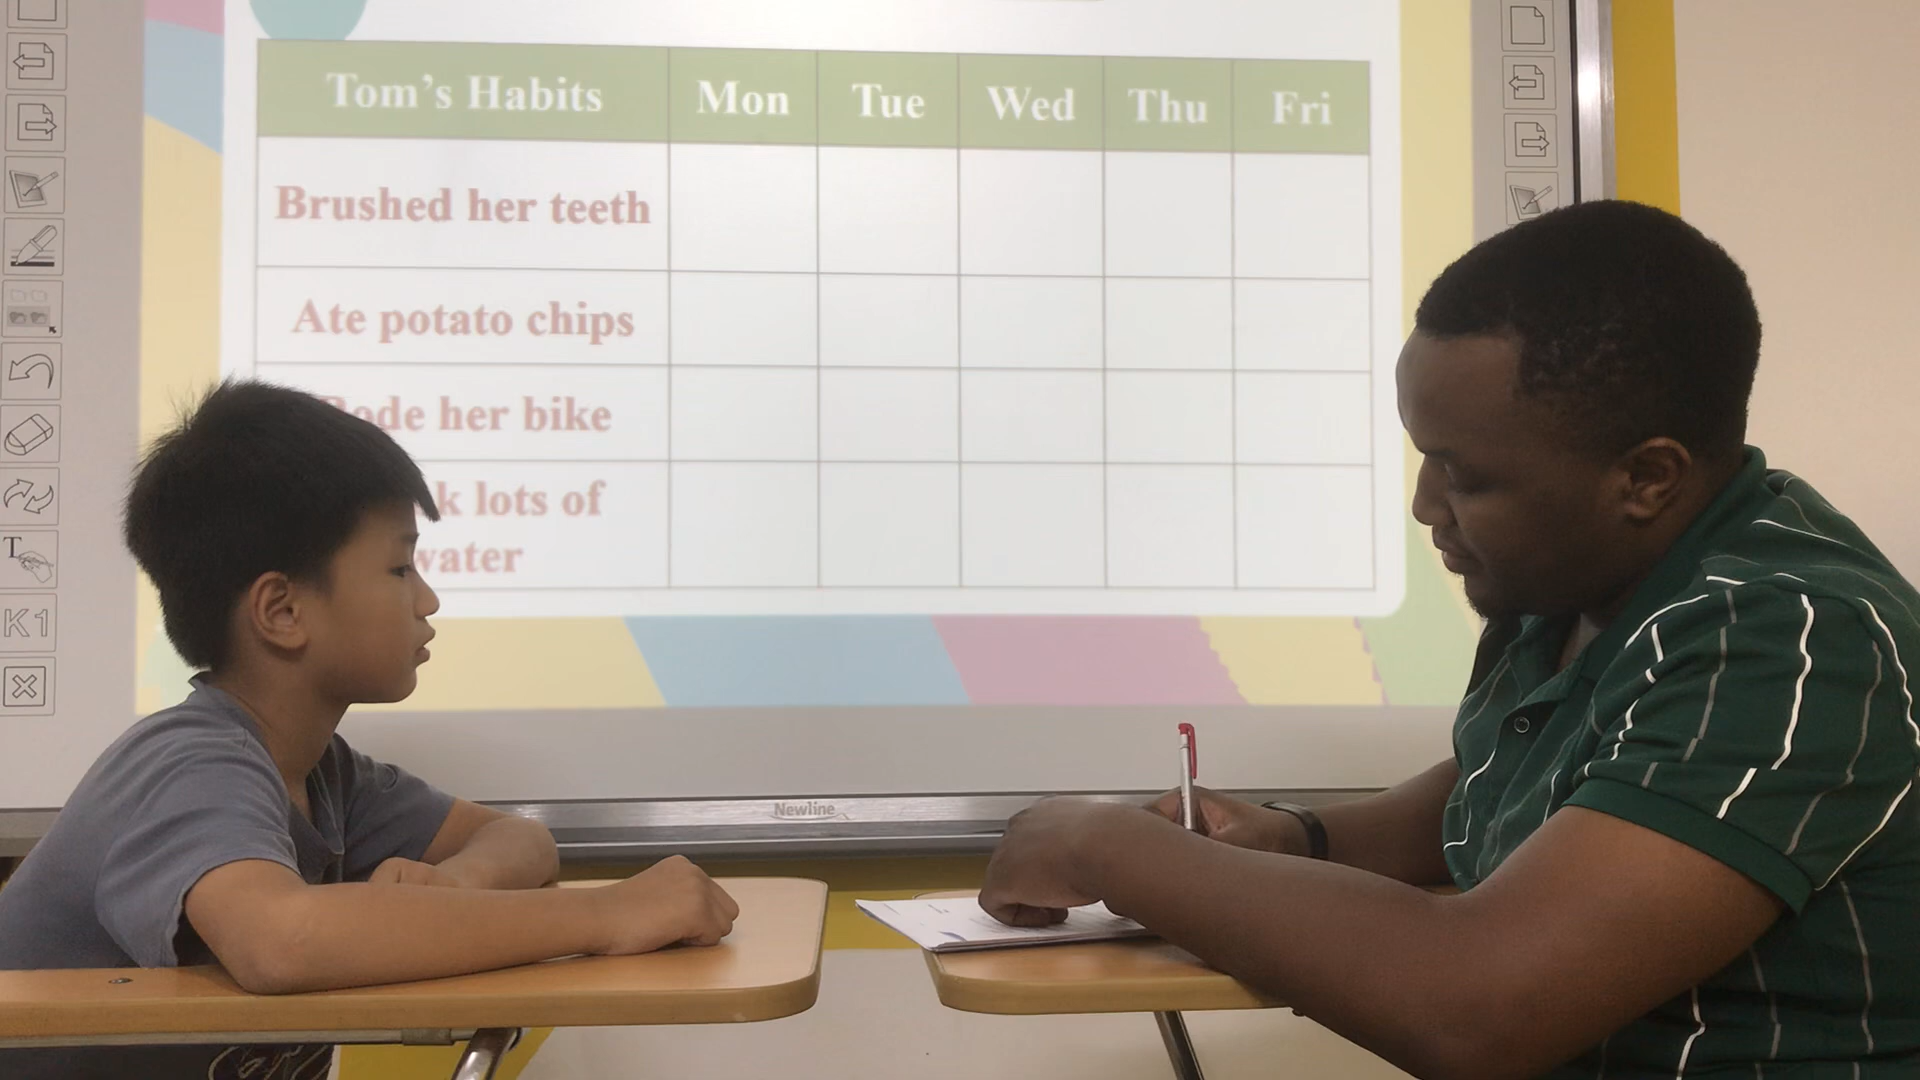 Tom's Habits Mon Tue Wed Thu Fri
Brushed her teeth
Ate potato chips
her bike
lots of
water
Newline
T
K1